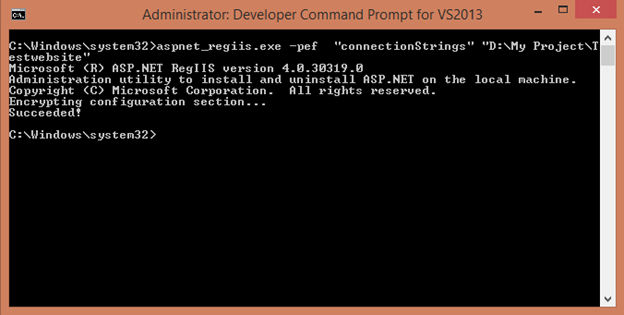 Administrator: Developer Command Prompt for VS2013
C:\Windows\system32>aspnet_regiis.exe -pef  "connectionStrings" "D:\My Project\T
estwebsite"
Microsoft (R) ASP.NET RegIIS version 4.0.30319.0
Administration utility to install and uninstall ASP.NET on the local machine.
Copyright (C) Microsoft Corporation.  All rights reserved.
Encrypting configuration section...
Succeeded!
C:\Windows\system32>